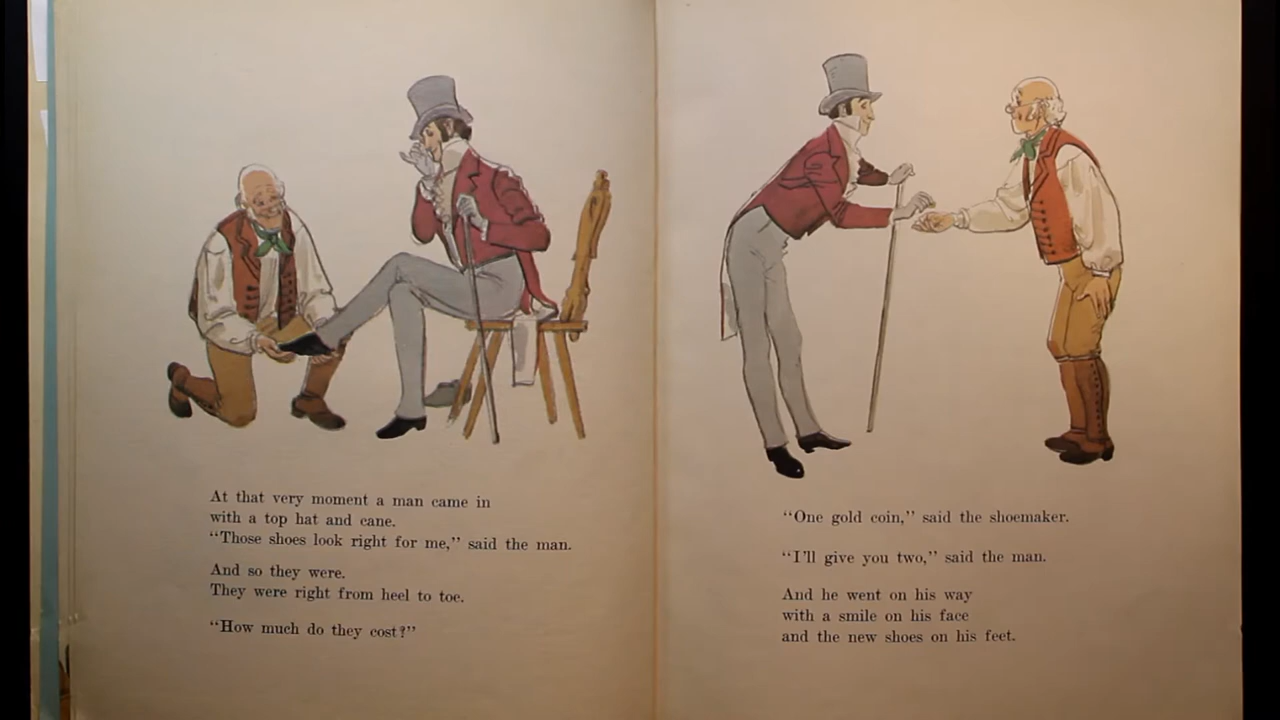 At that very moment a man came in
with a top hat and cane.
“Those shoes look right for me,” said the man.
And so they were.
They were right from heel to toe.
“How much do they cost?”
“One gold coin,” said the shoemaker.
“I’ll give you two,” said the man.
And he went on his way
with a smile on his face
and the new shoes on his feet.